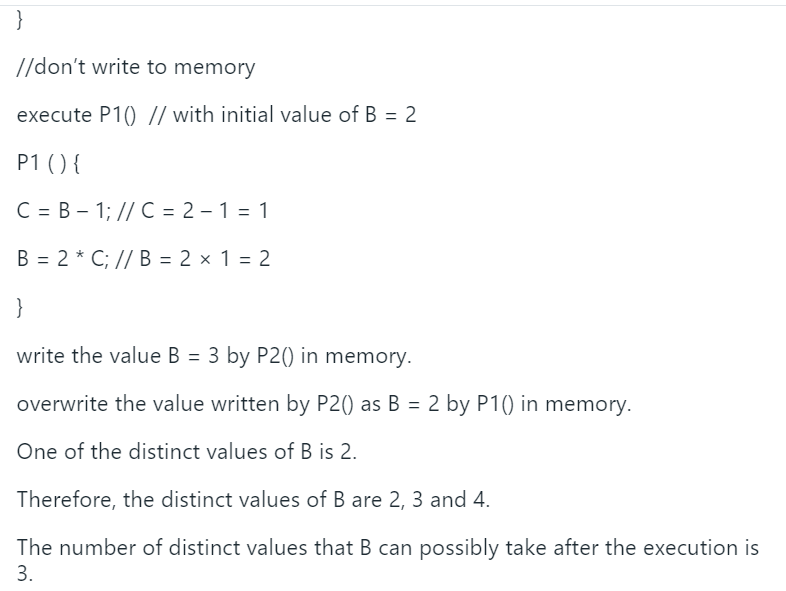 }
//don't write to memory
execute P1() // with initial value of B = 2
P1 ( ) {
C = B – 1; // C = 2 – 1 = 1
B = 2 * C; // B = 2 × 1 = 2
}
write the value B = 3 by P2() in memory.
overwrite the value written by P2() as B = 2 by P1() in memory.
One of the distinct values of B is 2.
Therefore, the distinct values of B are 2, 3 and 4.
The number of distinct values that B can possibly take after the execution is
3.